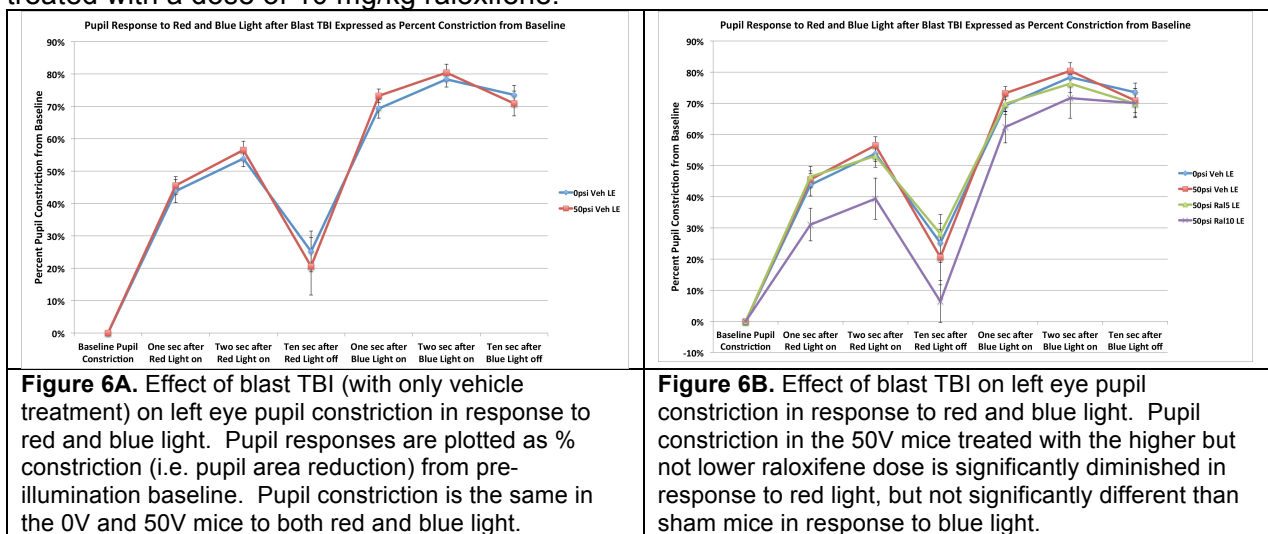 treated with a dose of 10 mg/kg raloxifene.
Pupil Response to Red and Blue Light after Blast TBI Expressed as Percent Constriction from Baseline
Percent Pupil Constriction from Baseline
90%
80%
70%
60%
50%
40%
30%
20%
10%
0%
Baseline Pupil Constriction
One sec after Red Light on
Two sec after Red Light on
Ten sec after Red Light off
One sec after Blue Light on
Two sec after Blue Light on
Ten sec after Blue Light off
0psi Veh LE
50psi Veh LE
Pupil Response to Red and Blue Light after Blast TBI Expressed as Percent Constriction from Baseline
Percent Pupil Constriction from Baseline
90%
80%
70%
60%
50%
40%
30%
20%
10%
0%
-10%
Baseline Pupil Constriction
One sec after Red Light on
Two sec after Red Light on
Ten sec after Red Light off
One sec after Blue Light on
Two sec after Blue Light on
Ten sec after Blue Light off
0psi Veh LE
50psi Veh LE
50psi Ral5 LE
50psi Ral10 LE
Figure 6A. Effect of blast TBI (with only vehicle
treatment) on left eye pupil constriction in response to
red and blue light. Pupil responses are plotted as %
constriction (i.e. pupil area reduction) from pre-
illumination baseline. Pupil constriction is the same in
the 0V and 50V mice to both red and blue light.
Figure 6B. Effect of blast TBI on left eye pupil
constriction in response to red and blue light. Pupil
constriction in the 50V mice treated with the higher but
not lower raloxifene dose is significantly diminished in
response to red light, but not significantly different than
sham mice in response to blue light.